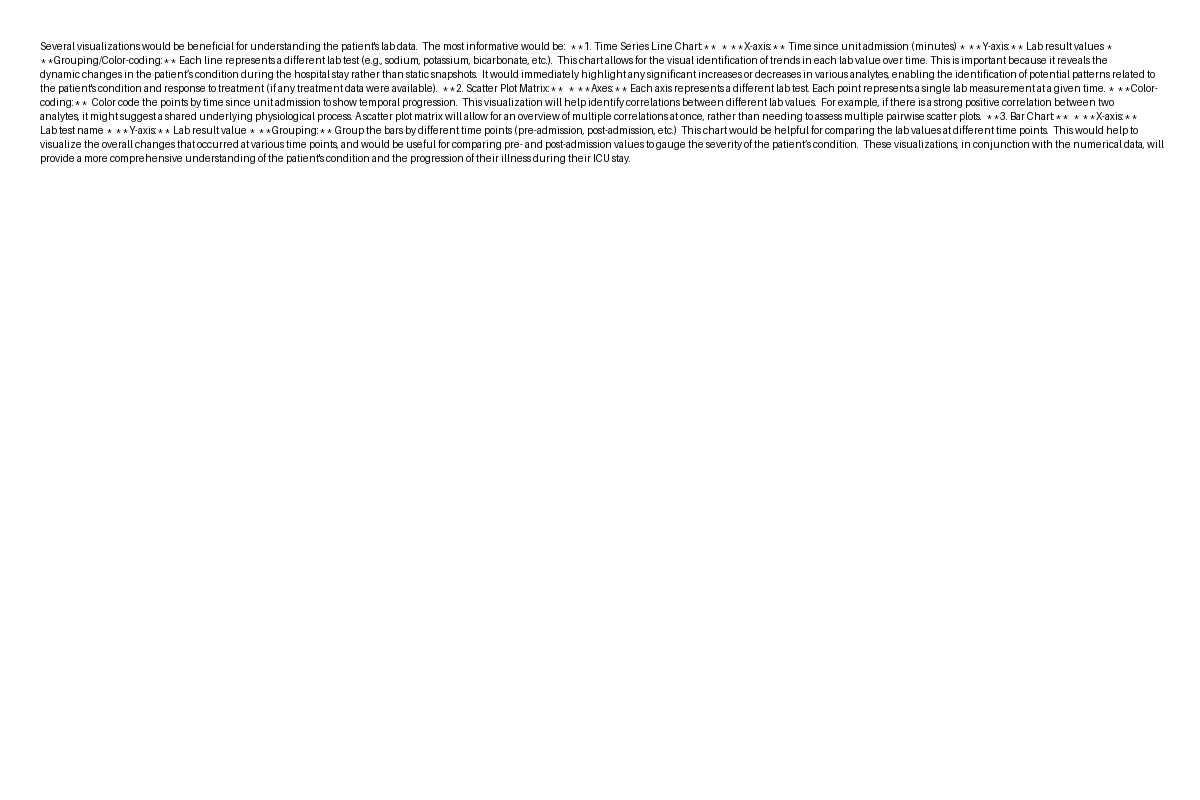 Several visualizations would be beneficial for understanding the patient's lab data.  The most informative would be:  **1. Time Series Line Chart:** * **X-axis:** Time since unit admission (minutes) * **Y-axis:** Lab result values *
**Grouping/Color-coding:** Each line represents a different lab test (e.g., sodium, potassium, bicarbonate, etc.).  This chart allows for the visual identification of trends in each lab value over time. This is important because it reveals the
dynamic changes in the patient's condition during the hospital stay rather than static snapshots.  It would immediately highlight any significant increases or decreases in various analytes, enabling the identification of potential patterns related to
the patient's condition and response to treatment (if any treatment data were available).  **2. Scatter Plot Matrix:** * **Axes:** Each axis represents a different lab test. Each point represents a single lab measurement at a given time. * **Color-
coding:**  Color code the points by time since unit admission to show temporal progression.  This visualization will help identify correlations between different lab values.  For example, if there is a strong positive correlation between two
analytes, it might suggest a shared underlying physiological process. A scatter plot matrix will allow for an overview of multiple correlations at once, rather than needing to assess multiple pairwise scatter plots.  **3. Bar Chart:** * **X-axis:**
Lab test name * **Y-axis:** Lab result value * **Grouping:** Group the bars by different time points (pre-admission, post-admission, etc.)  This chart would be helpful for comparing the lab values at different time points.  This would help to
visualize the overall changes that occurred at various time points, and would be useful for comparing pre- and post-admission values to gauge the severity of the patient's condition.  These visualizations, in conjunction with the numerical data, will
provide a more comprehensive understanding of the patient's condition and the progression of their illness during their ICU stay.